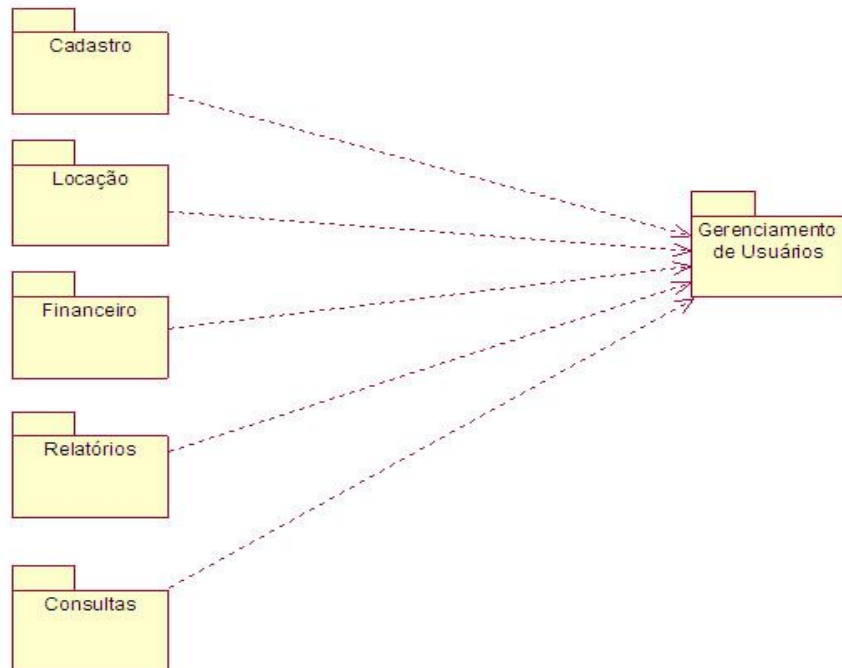 Cadastro
Locação
Gerenciamento
de Usuários
Financeiro
Relatórios
Consultas